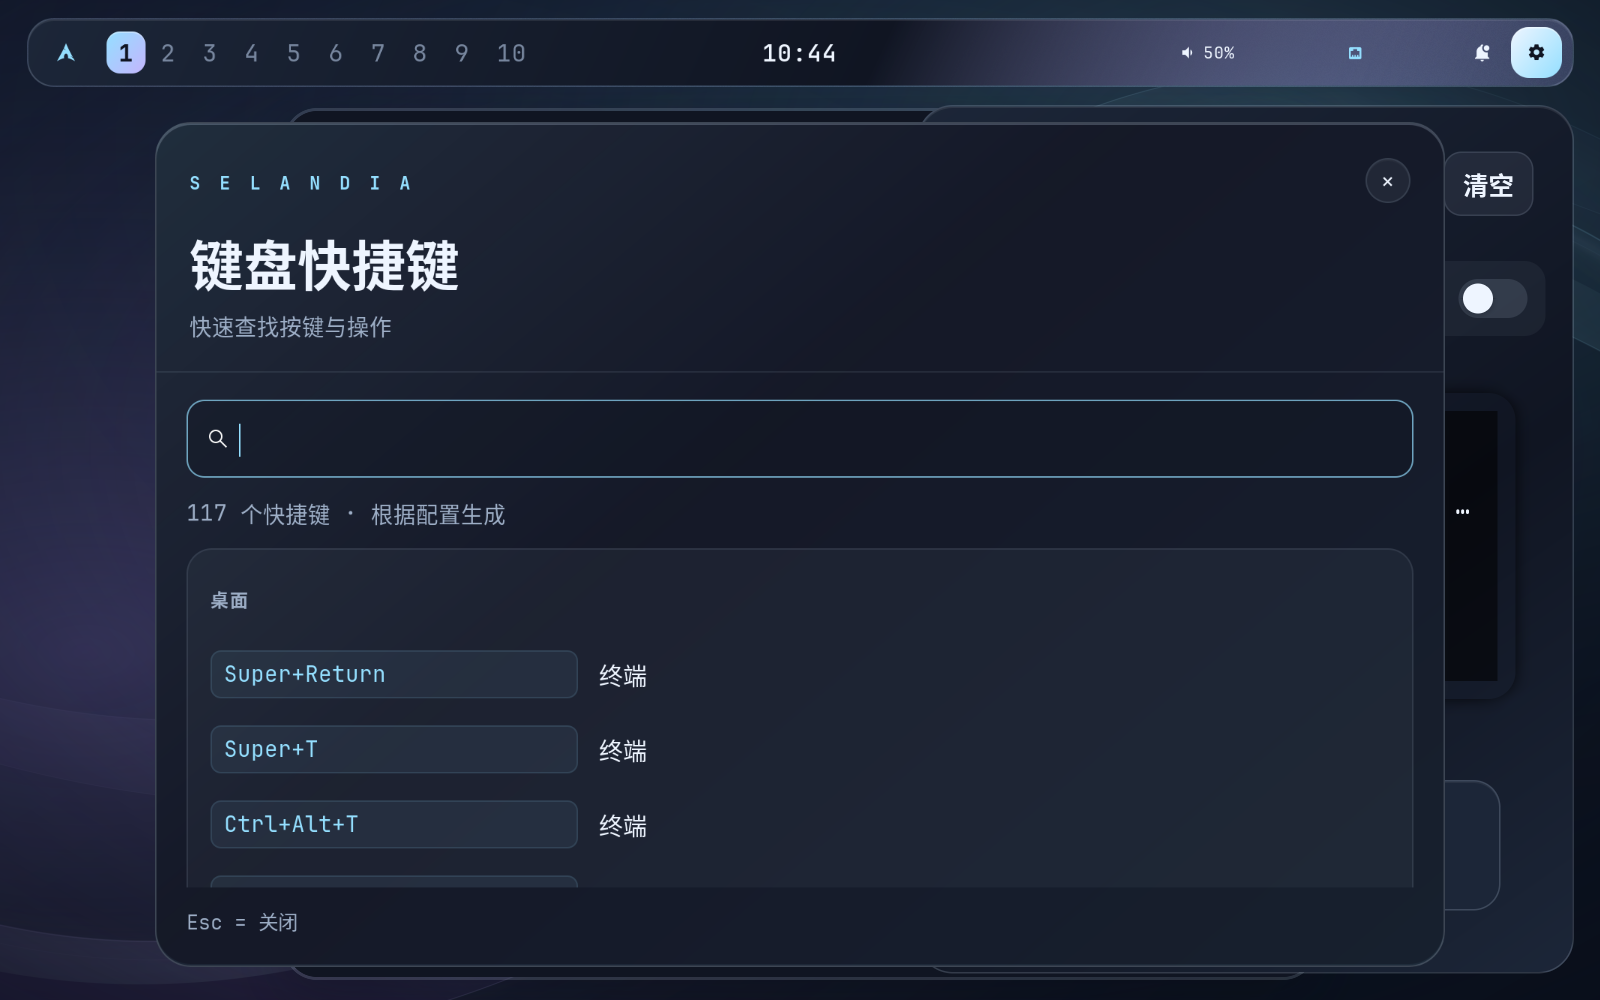 1 2 3 4 5 6 7 8 9 10
10:44
50%
清空
SELANDIA
×
键盘快捷键
快速查找按键与操作
117 个快捷键 · 根据配置生成
…
桌面
Super+Return 终端
Super+T 终端
Ctrl+Alt+T 终端
Esc = 关闭